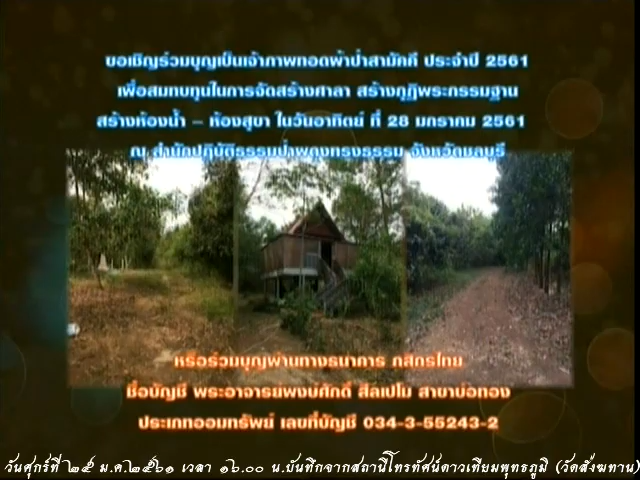 ขอเชิญร่วมบุญเป็นเจ้าภาพทอดผ้าป่าสามัคคี ประจำปี 2561
เพื่อสมทบทุนในการจัดสร้างศาลา สร้างกุฏิพระกรรมฐาน
สร้างห้องน้ำ – ห้องสุขา ในวันอาทิตย์ ที่ 28 มกราคม 2561
ณ สำนักปฏิบัติธรรมป่าผดุงทรงธรรม จังหวัดชลบุรี
หรือร่วมบุญผ่านทางธนาคาร กสิกรไทย
ชื่อบัญชี พระอาจารย์พงษ์ศักดิ์ สีลเปโม สาขาบ่อทอง
ประเภทออมทรัพย์ เลขที่บัญชี 034-3-55243-2
วันศุกร์ที่ ๒๕ ม.ค.๒๕๖๑ เวลา ๑๖.๐๐ น.บันทึกจากสถานีโทรทัศน์ดาวเทียมพุทธภูมิ (วัดสังฆทาน)